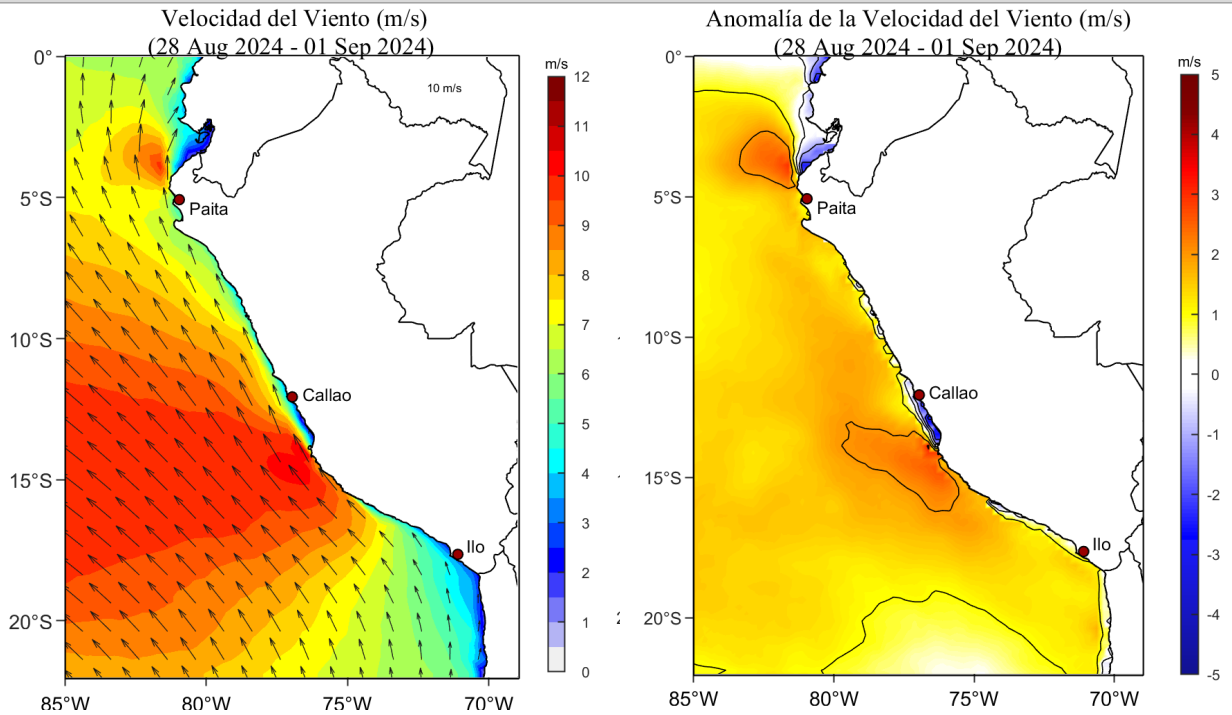 Velocidad del Viento (m/s)
(28 Aug 2024 - 01 Sep 2024)
m/s
12
11
10
9
8
7
6
5
4
3
2
1
0
0°
5°S
10°S
15°S
20°S
85°W
80°W
75°W
70°W
10 m/s
Paita
Callao
Ilo
Anomalía de la Velocidad del Viento (m/s)
(28 Aug 2024 - 01 Sep 2024)
m/s
5
4
3
2
1
0
-1
-2
-3
-4
-5
0°
5°S
10°S
15°S
20°S
85°W
80°W
75°W
70°W
Paita
Callao
Ilo